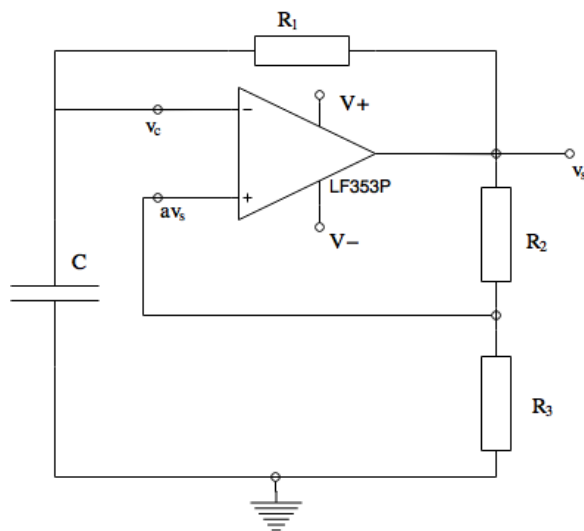 R₁
V+
−
v꜀
LF353P
vₛ
+
avₛ
V−
R₂
C
R₃